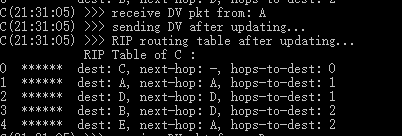 C(21:31:05) >>> receive DV pkt from: A
C(21:31:05) >>> sending DV after updating...
C(21:31:05) >>> RIP routing table after updating...
RIP Table of C :
0 ****** dest: C, next-hop: -, hops-to-dest: 0
1 ****** dest: A, next-hop: A, hops-to-dest: 1
2 ****** dest: D, next-hop: D, hops-to-dest: 1
3 ****** dest: B, next-hop: D, hops-to-dest: 2
4 ****** dest: E, next-hop: A, hops-to-dest: 2